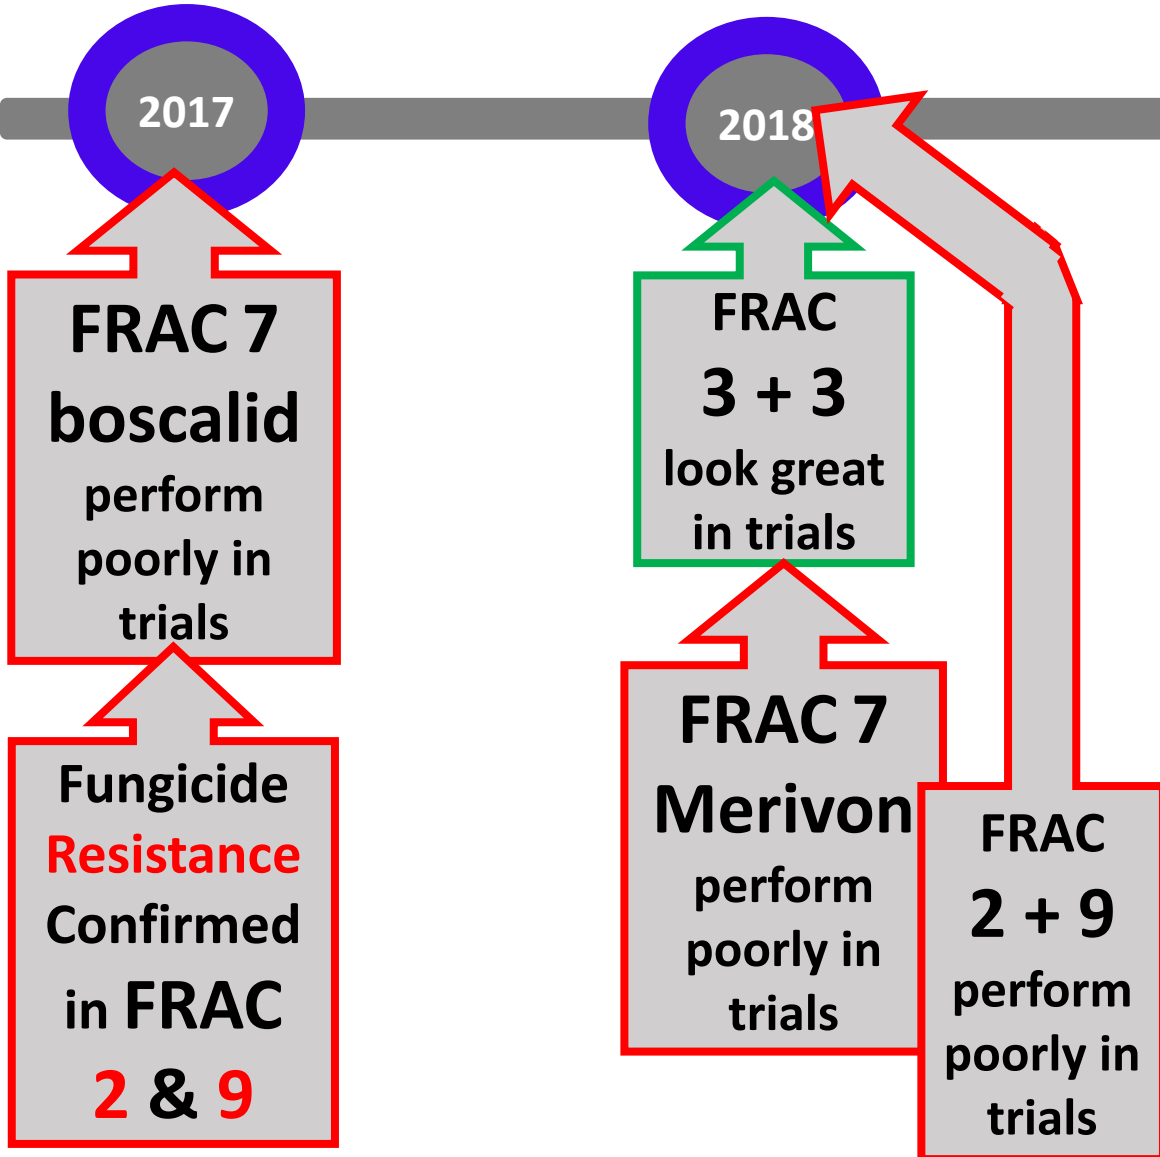 2017
FRAC 7
boscalid
perform
poorly in
trials
Fungicide
Resistance
Confirmed
in FRAC
2 & 9
2018
FRAC
3 + 3
look great
in trials
FRAC 7
Merivon
perform
poorly in
trials
FRAC
2 + 9
perform
poorly in
trials